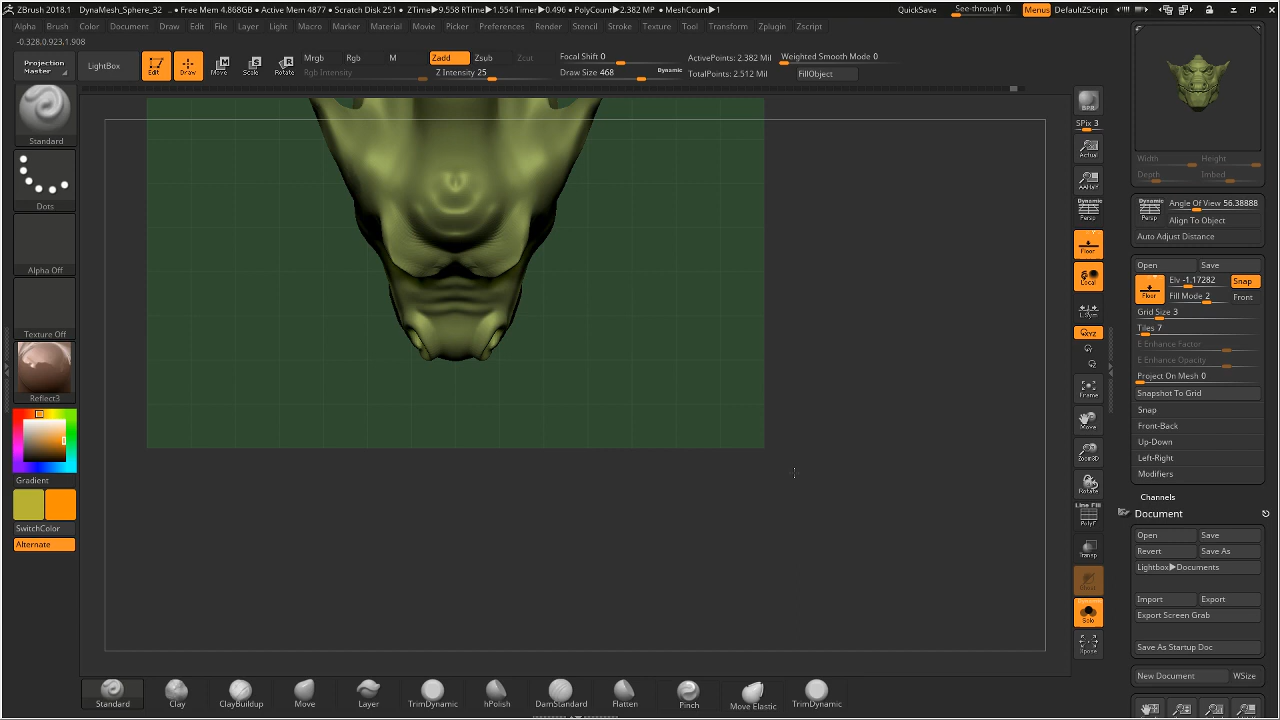 ZBrush 2018.1 DynaMesh_Sphere_32 .. • Free Mem 4.868GB • Active Mem 4877 • Scratch Disk 251 • ZTime▶9.558 RTime▶1.554 Timer▶0.496 • PolyCount▶2.382 MP • MeshCount▶1 QuickSave See-through 0 Menus DefaultZScript
Alpha Brush Color Document Draw Edit File Layer Light Macro Marker Material Movie Picker Preferences Render Stencil Stroke Texture Tool Transform Zplugin Zscript
-0.328,0.923,1.908
Projection Master
LightBox
Edit Draw Move Scale Rotate
Mrgb Rgb M Zadd Zsub Zcut
Rgb Intensity Z Intensity 25
Focal Shift 0
Draw Size 468 Dynamic
ActivePoints: 2.382 Mil
TotalPoints: 2.512 Mil
Weighted Smooth Mode 0
FillObject
Standard
Dots
Alpha Off
Texture Off
Reflect3
Gradient
SwitchColor
Alternate
BPR
SPix 3
Actual
AAHalf
Dynamic
Persp
Floor
Local
L.Sym
XYZ
Frame
Move
Zoom3D
Rotate
Line Fill
PolyF
Transp
Ghost
Solo
Xpose
Width Height
Depth Imbed
Dynamic
Persp
Angle Of View 56.38888
Align To Object
Auto Adjust Distance
Open Save
Floor
Elv -1.17282 Snap
Fill Mode 2 Front
Grid Size 3
Tiles 7
E Enhance Factor
E Enhance Opacity
Project On Mesh 0
Snapshot To Grid
Snap
Front-Back
Up-Down
Left-Right
Modifiers
Channels
Document
Open Save
Revert Save As
Lightbox▶Documents
Import Export
Export Screen Grab
Save As Startup Doc
New Document WSize
Standard Clay ClayBuildup Move Layer TrimDynamic hPolish DamStandard Flatten Pinch Move Elastic TrimDynamic